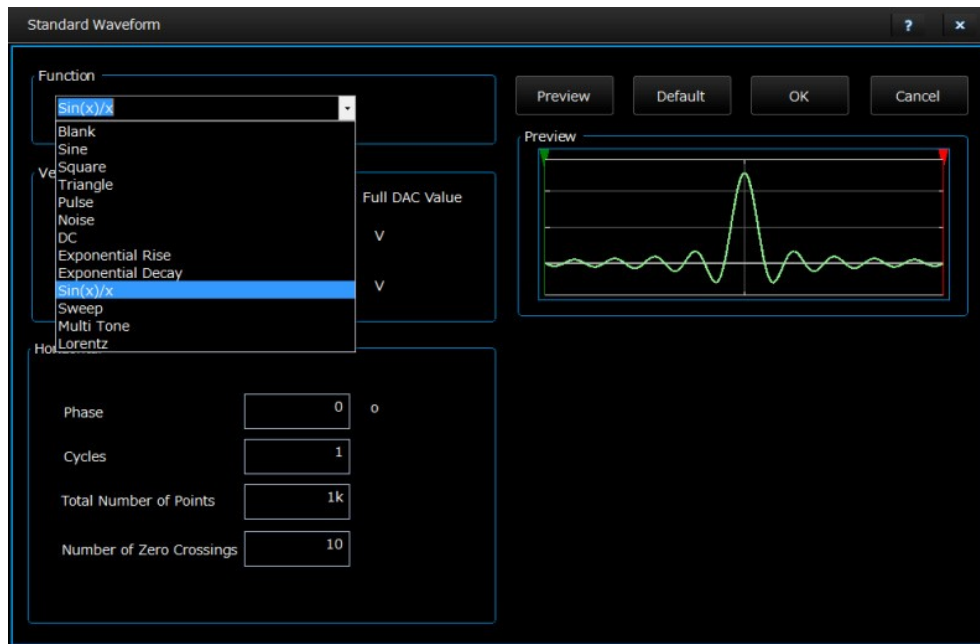 Standard Waveform
?
x
Function
Sin(x)/x
Blank
Sine
Square
Triangle
Pulse
Noise
DC
Exponential Rise
Exponential Decay
Sin(x)/x
Sweep
Multi Tone
Lorentz
Ve
Full DAC Value
V
V
Preview
Default
OK
Cancel
Preview
Phase
0
o
Cycles
1
Total Number of Points
1k
Number of Zero Crossings
10